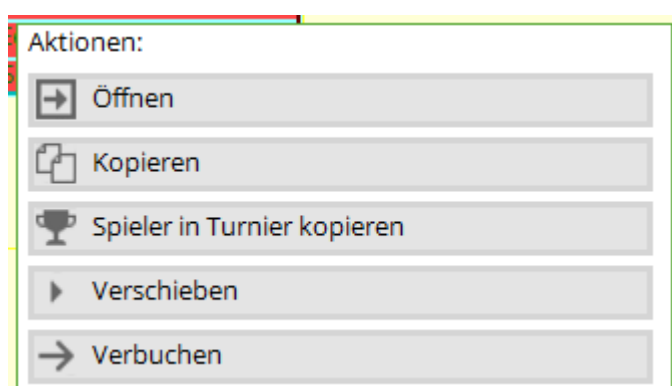 Aktionen:
Öffnen
Kopieren
Spieler in Turnier kopieren
Verschieben
Verbuchen